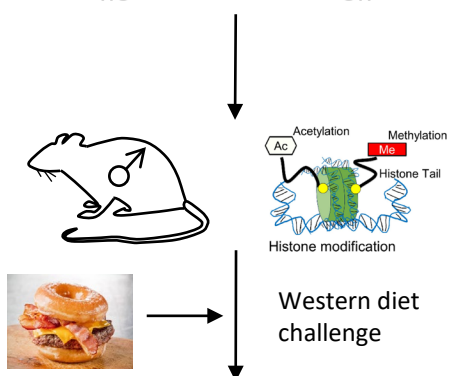 Acetylation
Methylation
Ac
Me
Histone Tail
Histone modification
Western diet
challenge